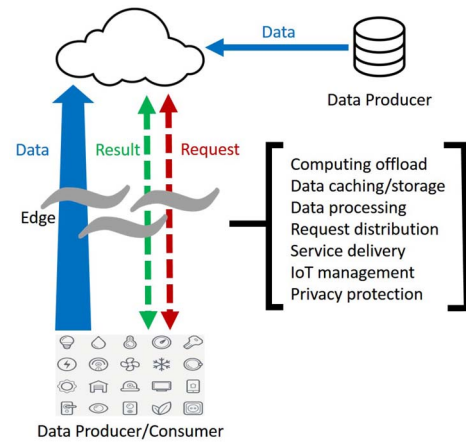 Data
Data Producer
Data
Result
Request
Edge
Computing offload
Data caching/storage
Data processing
Request distribution
Service delivery
IoT management
Privacy protection
Data Producer/Consumer